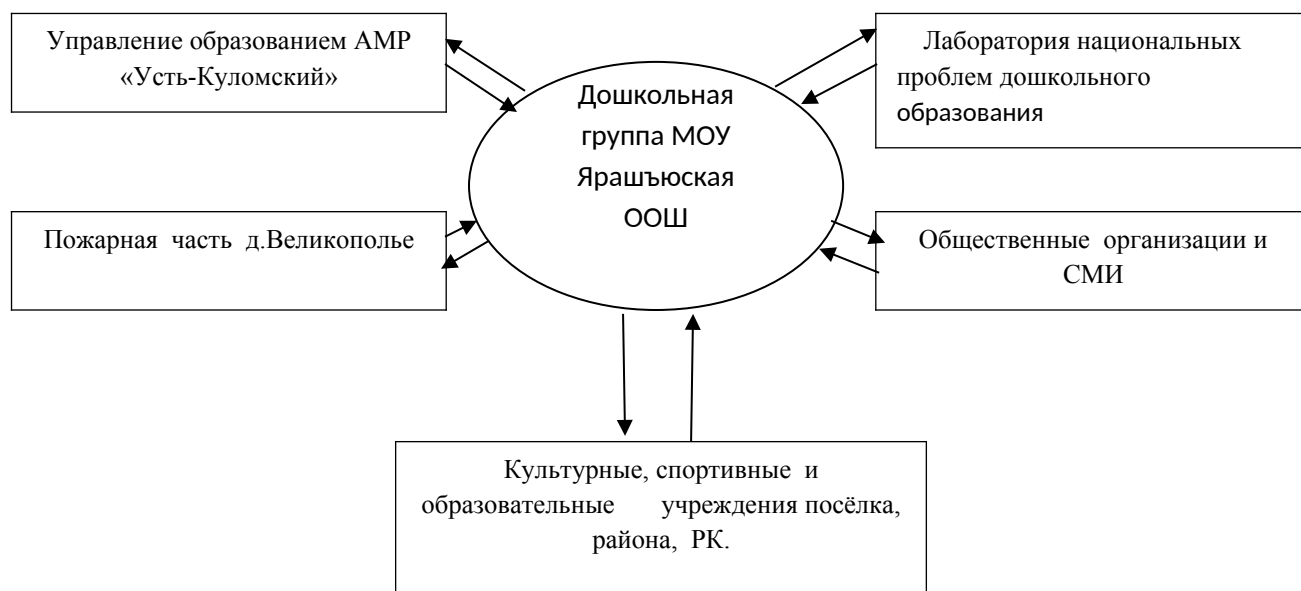 Управление образованием АМР
«Усть-Куломский»
Лаборатория национальных
проблем дошкольного
образования
Дошкольная
группа МОУ
Ярашъюская
ООШ
Пожарная часть д.Великополье
Общественные организации и
СМИ
Культурные, спортивные и
образовательные учреждения посёлка,
района, РК.